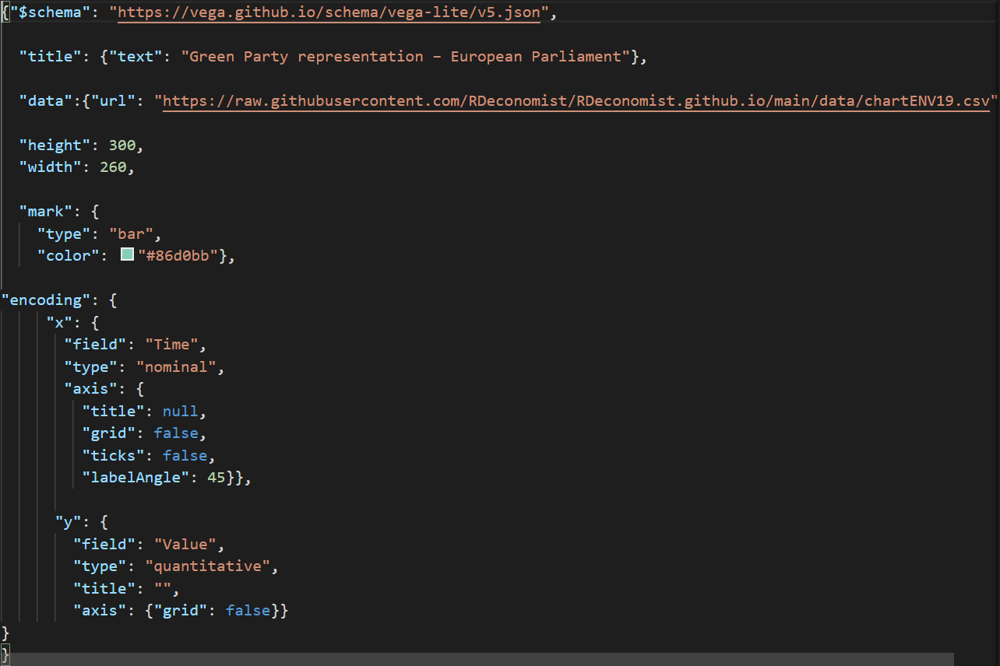 {"$schema": "https://vega.github.io/schema/vega-lite/v5.json",
"title": {"text": "Green Party representation – European Parliament"},
"data":{"url": "https://raw.githubusercontent.com/RDeconomist/RDeconomist.github.io/main/data/chartENV19.csv"
"height": 300,
"width": 260,
"mark": {
"type": "bar",
"color": "#86d0bb"},
"encoding": {
"x": {
"field": "Time",
"type": "nominal",
"axis": {
"title": null,
"grid": false,
"ticks": false,
"labelAngle": 45}},
"y": {
"field": "Value",
"type": "quantitative",
"title": "",
"axis": {"grid": false}}
}
}